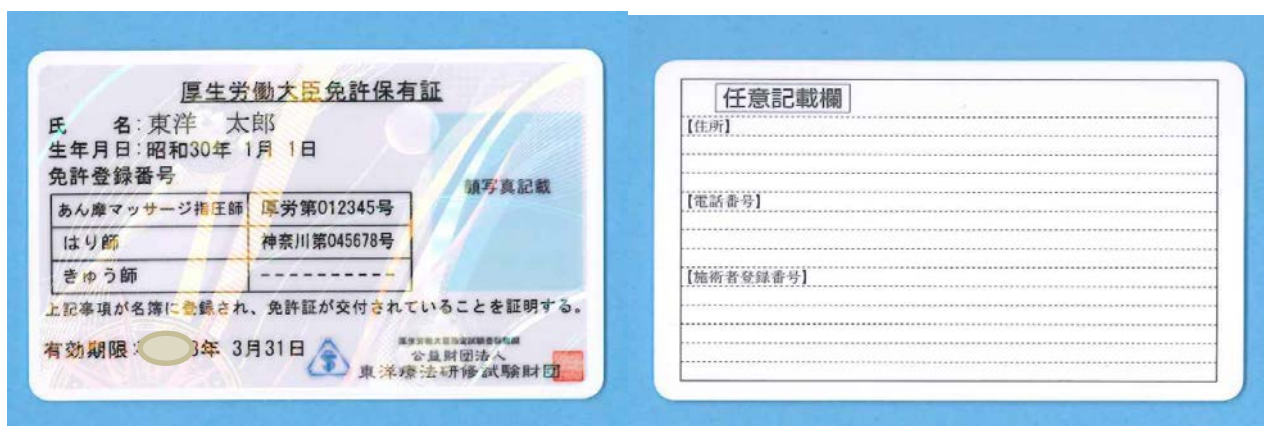 厚生労働大臣免許保有証
氏 名:東洋 太郎
生年月日:昭和30年 1月 1日
免許登録番号
顔写真記載
あん摩マッサージ指圧師 厚労第012345号
はり師 神奈川第045678号
きゅう師 ----------
上記事項が名簿に登録され、免許証が交付されていることを証明する。
有効期限: 3年 3月31日
公益財団法人
東洋療法研修試験財団
任意記載欄
【住所】
【電話番号】
【施術者登録番号】